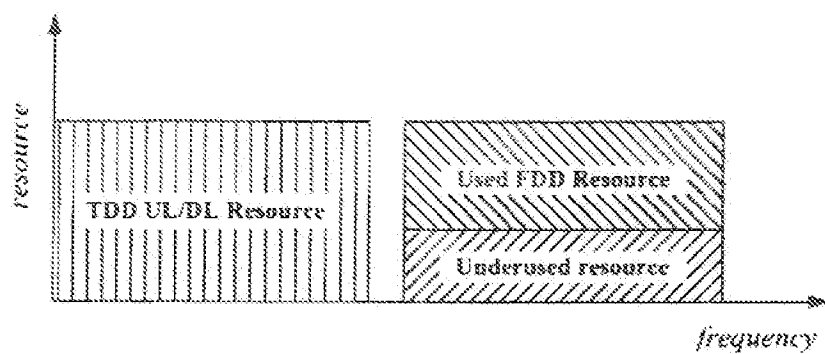 resource
TDD UL/DL Resource
Used FDD Resource
Underused resource
frequency